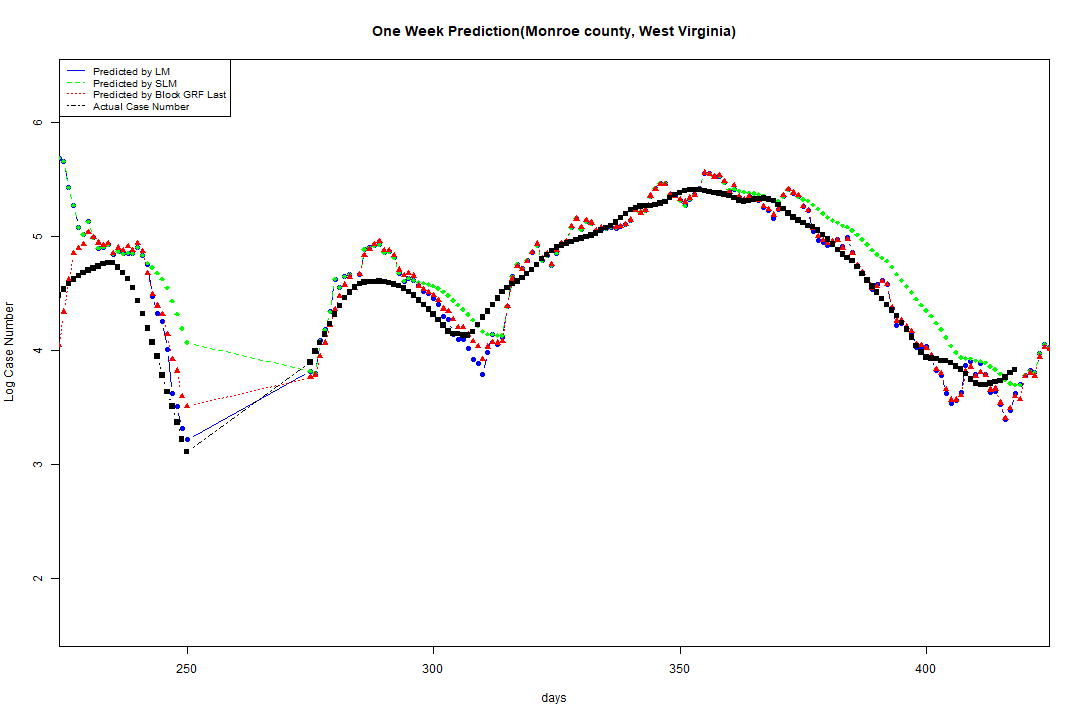 One Week Prediction(Monroe county, West Virginia)
Predicted by LM
Predicted by SLM
Predicted by Block GRF Last
Actual Case Number
6
5
4
3
2
Log Case Number
250
300
350
400
days